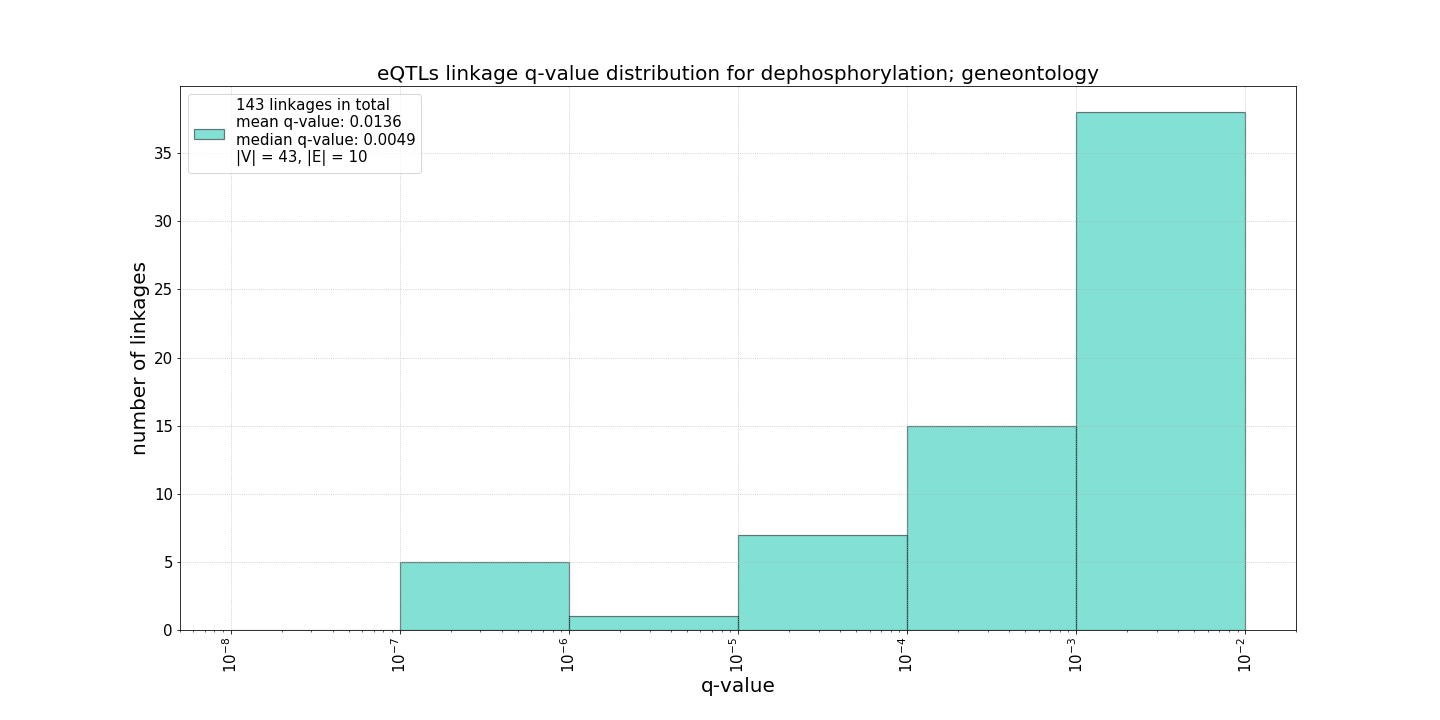 eQTLs linkage q-value distribution for dephosphorylation; geneontology
143 linkages in total
mean q-value: 0.0136
median q-value: 0.0049
|V| = 43, |E| = 10
number of linkages
35
30
25
20
15
10
5
0
10⁻⁸
10⁻⁷
10⁻⁶
10⁻⁵
10⁻⁴
10⁻³
10⁻²
q-value